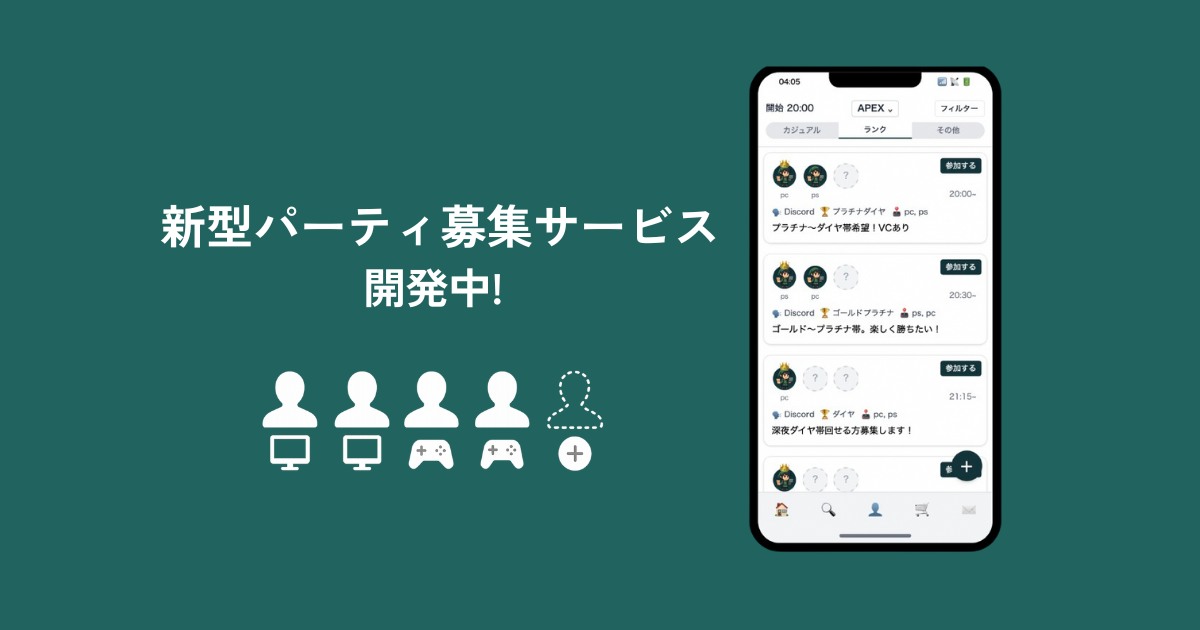 新型パーティ募集サービス
開発中!
04:05
開始 20:00
APEX
フィルター
カジュアル
ランク
その他
参加する
?
pc
ps
20:00~
Discord プラチナダイヤ pc, ps
プラチナ〜ダイヤ帯希望！VCあり
参加する
?
ps
pc
20:30~
Discord ゴールドプラチナ ps, pc
ゴールド〜プラチナ帯。楽しく勝ちたい！
参加する
? ?
pc
21:15~
Discord ダイヤ pc, ps
深夜ダイヤ帯回せる方募集します！
参
? ?
+